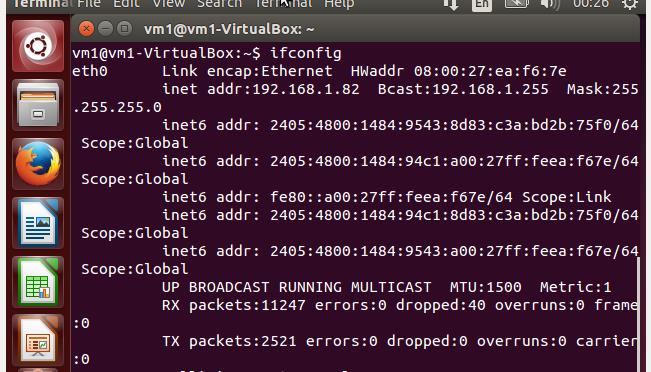 Terminal File Edit View Search Terminal Help En 00:26
vm1@vm1-VirtualBox: ~
vm1@vm1-VirtualBox:~$ ifconfig
eth0 Link encap:Ethernet HWaddr 08:00:27:ea:f6:7e
inet addr:192.168.1.82 Bcast:192.168.1.255 Mask:255
.255.255.0
inet6 addr: 2405:4800:1484:9543:8d83:c3a:bd2b:75f0/64
Scope:Global
inet6 addr: 2405:4800:1484:94c1:a00:27ff:feea:f67e/64
Scope:Global
inet6 addr: fe80::a00:27ff:feea:f67e/64 Scope:Link
inet6 addr: 2405:4800:1484:94c1:8d83:c3a:bd2b:75f0/64
Scope:Global
inet6 addr: 2405:4800:1484:9543:a00:27ff:feea:f67e/64
Scope:Global
UP BROADCAST RUNNING MULTICAST MTU:1500 Metric:1
RX packets:11247 errors:0 dropped:40 overruns:0 frame
:0
TX packets:2521 errors:0 dropped:0 overruns:0 carrier
:0